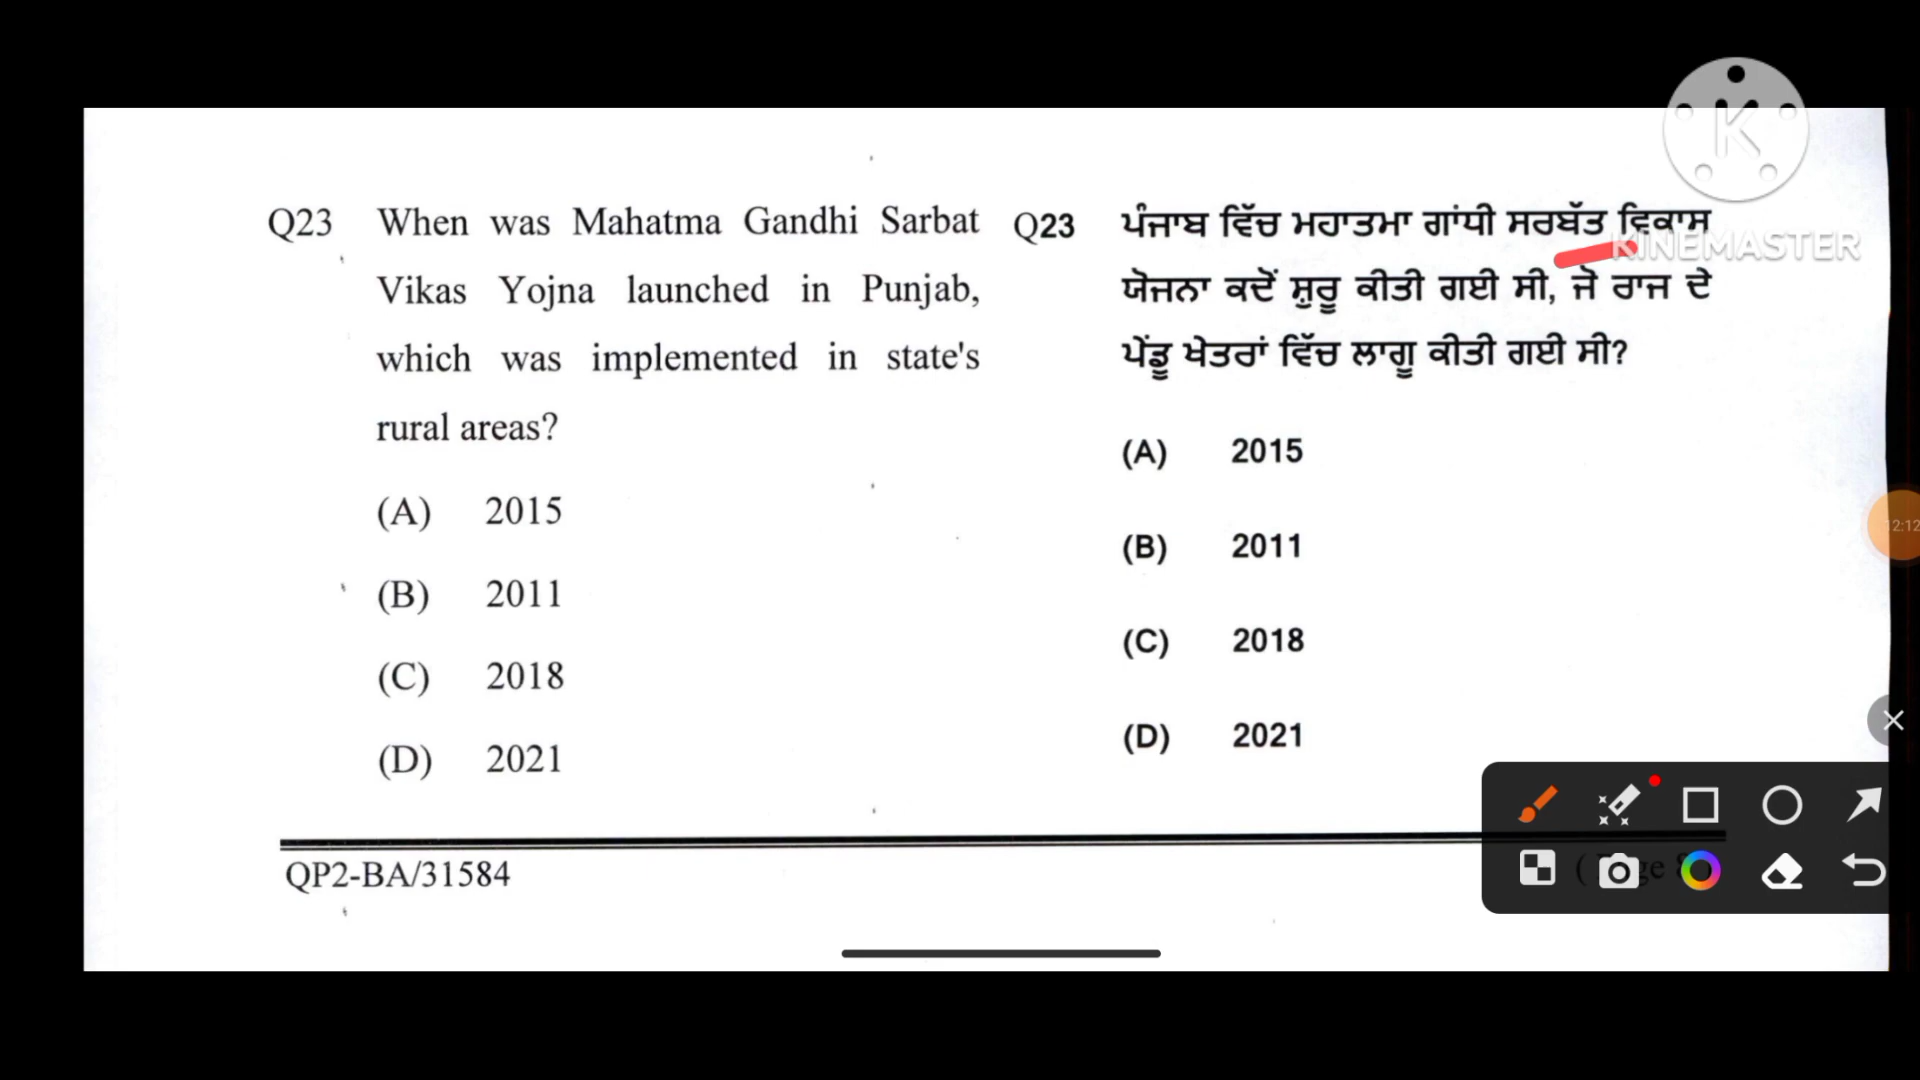 Q23 When was Mahatma Gandhi Sarbat
Vikas Yojna launched in Punjab,
which was implemented in state's
rural areas?
(A) 2015
(B) 2011
(C) 2018
(D) 2021
Q23 ਪੰਜਾਬ ਵਿੱਚ ਮਹਾਤਮਾ ਗਾਂਧੀ ਸਰਬੱਤ ਵਿਕਾਸ
ਯੋਜਨਾ ਕਦੋਂ ਸ਼ੁਰੂ ਕੀਤੀ ਗਈ ਸੀ, ਜੋ ਰਾਜ ਦੇ
ਪੇਂਡੂ ਖੇਤਰਾਂ ਵਿੱਚ ਲਾਗੂ ਕੀਤੀ ਗਈ ਸੀ?
(A) 2015
(B) 2011
(C) 2018
(D) 2021
QP2-BA/31584
K
KINEMASTER
12:12